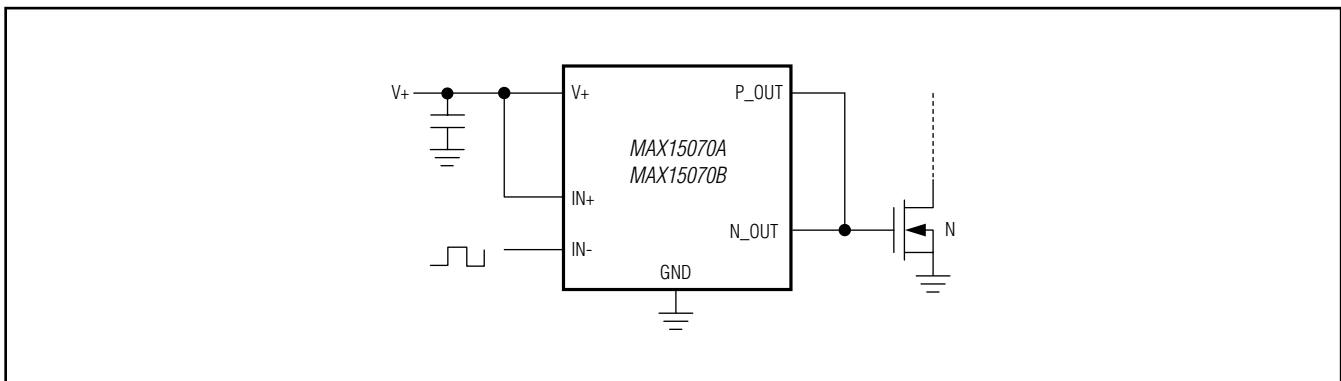 V+
V+
P_OUT
MAX15070A
MAX15070B
IN+
N_OUT
N
IN-
GND